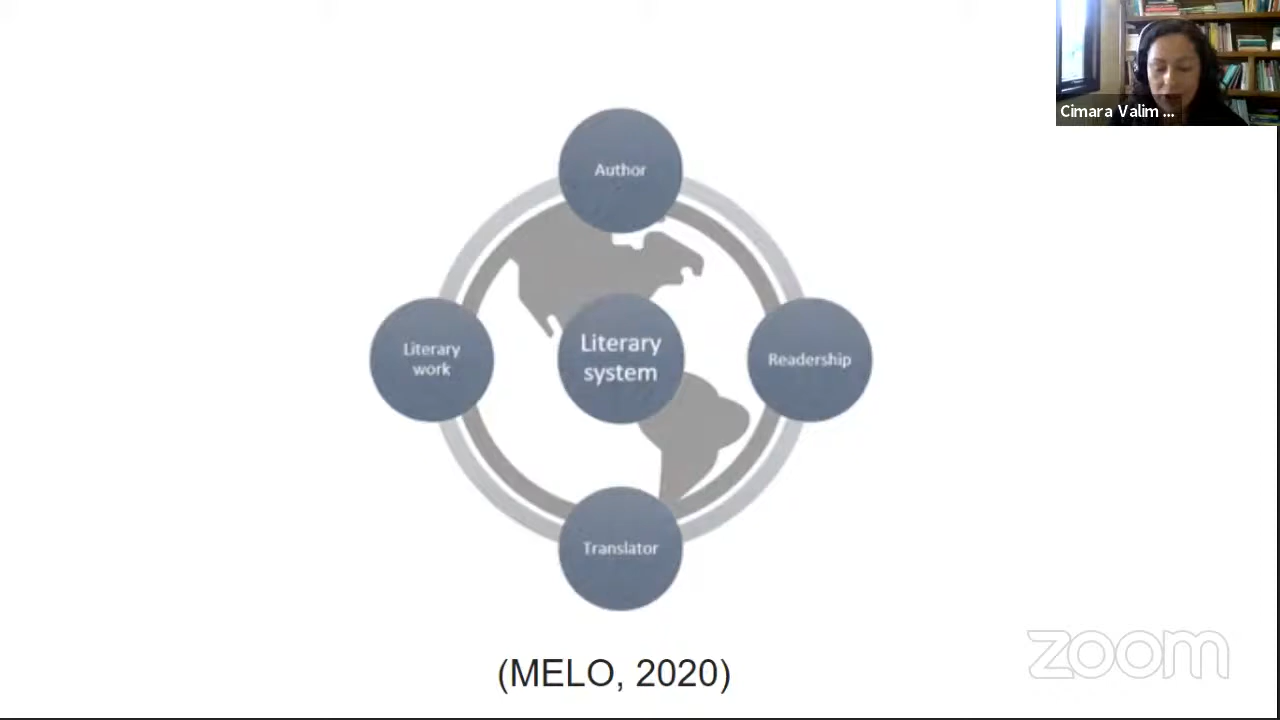 Cimara Valim ...
Author
Literary
work
Literary
system
Readership
Translator
(MELO, 2020)
zoom